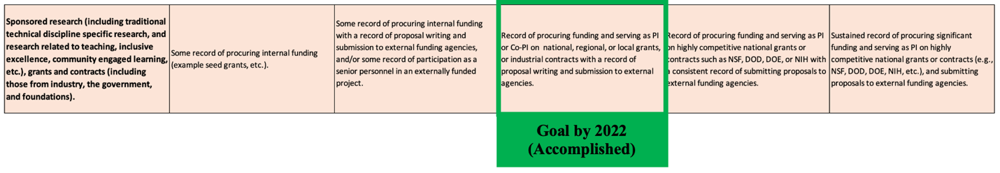 Sponsored research (including traditional
technical discipline specific research, and
research related to teaching, inclusive
excellence, community engaged learning,
etc.), grants and contracts (including
those from industry, the government,
and foundations).
Some record of procuring internal funding
(example seed grants, etc.).
Some record of procuring internal funding
with a record of proposal writing and
submission to external funding agencies,
and/or some record of participation as a
senior personnel in an externally funded
project.
Record of procuring funding and serving as PI
or Co-PI on national, regional, or local grants,
or industrial contracts with a record of
proposal writing and submission to external
agencies.
Record of procuring funding and serving as PI
on highly competitive national grants or
contracts such as NSF, DOD, DOE, or NIH with
a consistent record of submitting proposals to
external funding agencies.
Sustained record of procuring significant
funding and serving as PI on highly
competitive national grants or contracts (e.g.,
NSF, DOD, DOE, NIH, etc.), and submitting
proposals to external funding agencies.
Goal by 2022
(Accomplished)